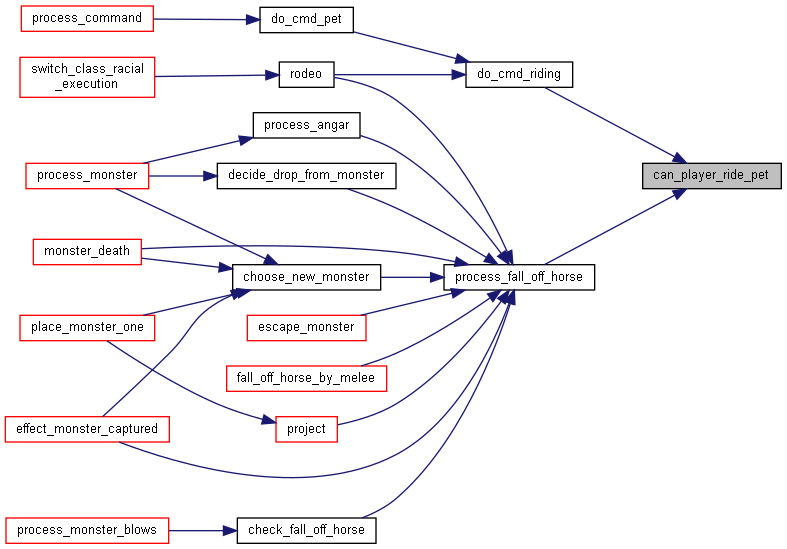 process_command
do_cmd_pet
switch_class_racial
_execution
rodeo
do_cmd_riding
process_angar
process_monster
decide_drop_from_monster
can_player_ride_pet
monster_death
choose_new_monster
process_fall_off_horse
place_monster_one
escape_monster
fall_off_horse_by_melee
effect_monster_captured
project
process_monster_blows
check_fall_off_horse